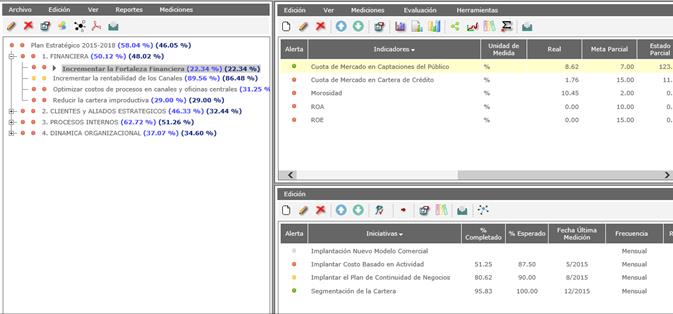 Archivo Edición Ver Reportes Mediciones
Plan Estratégico 2015-2018 (58.04 %) (46.05 %)
1. FINANCIERA (50.12 %) (48.02 %)
Incrementar la Fortaleza Financiera (22.34 %) (22.34 %)
Incrementar la rentabilidad de los Canales (89.56 %) (86.48 %)
Optimizar costos de procesos en canales y oficinas centrales (31.25 %
Reducir la cartera improductiva (29.00 %) (29.00 %)
2. CLIENTES Y ALIADOS ESTRATEGICOS (46.33 %) (32.44 %)
3. PROCESOS INTERNOS (62.72 %) (51.26 %)
4. DINAMICA ORGANIZACIONAL (37.07 %) (34.60 %)
Edición Ver Mediciones Evaluación Herramientas
Alerta Indicadores Unidad de Medida Real Meta Parcial Estado Parcial
Cuota de Mercado en Captaciones del Público % 8.62 7.00 123.
Cuota de Mercado en Cartera de Crédito % 1.76 15.00 11.
Morosidad % 10.45 2.00 0.
ROA % 0.00 10.00 0.
ROE % 0.00 15.00 0.
Edición
Alerta Iniciativas % Completado % Esperado Fecha Última Medición Frecuencia R
Implantación Nuevo Modelo Comercial Mensual
Implantar Costo Basado en Actividad 51.25 87.50 5/2015 Mensual
Implantar el Plan de Continuidad de Negocios 80.62 90.00 8/2015 Mensual
Segmentación de la Cartera 95.83 100.00 12/2015 Mensual